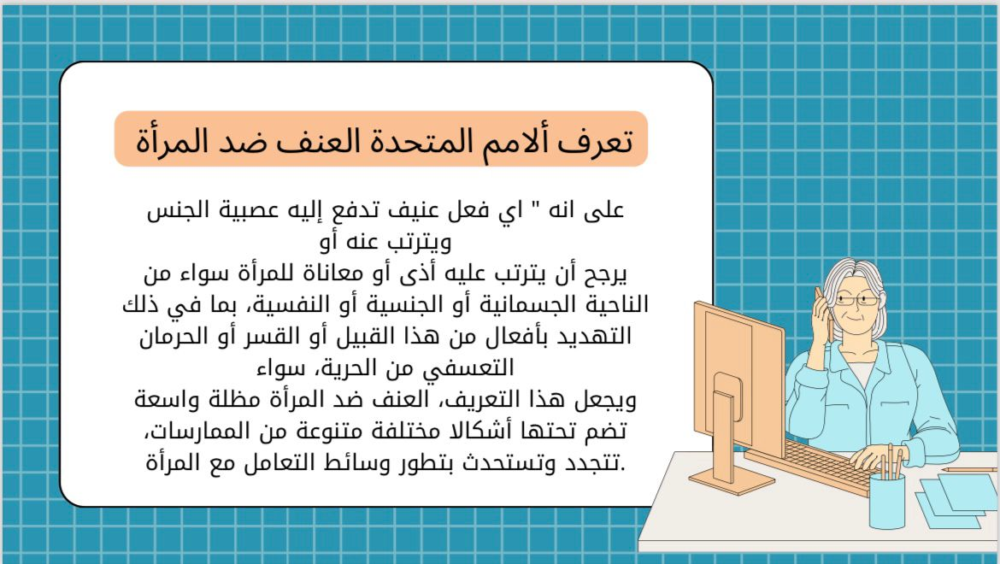 تعرف ألامم المتحدة العنف ضد المرأة
على انه " اي فعل عنيف تدفع إليه عصبية الجنس
ويترتب عنه أو
يرجح أن يترتب عليه أذى أو معاناة للمرأة سواء من
الناحية الجسمانية أو الجنسية أو النفسية، بما في ذلك
التهديد بأفعال من هذا القبيل أو القسر أو الحرمان
التعسفي من الحرية، سواء
ويجعل هذا التعريف، العنف ضد المرأة مظلة واسعة
تضم تحتها أشكالا مختلفة متنوعة من الممارسات،
.تتجدد وتستحدث بتطور وسائط التعامل مع المرأة